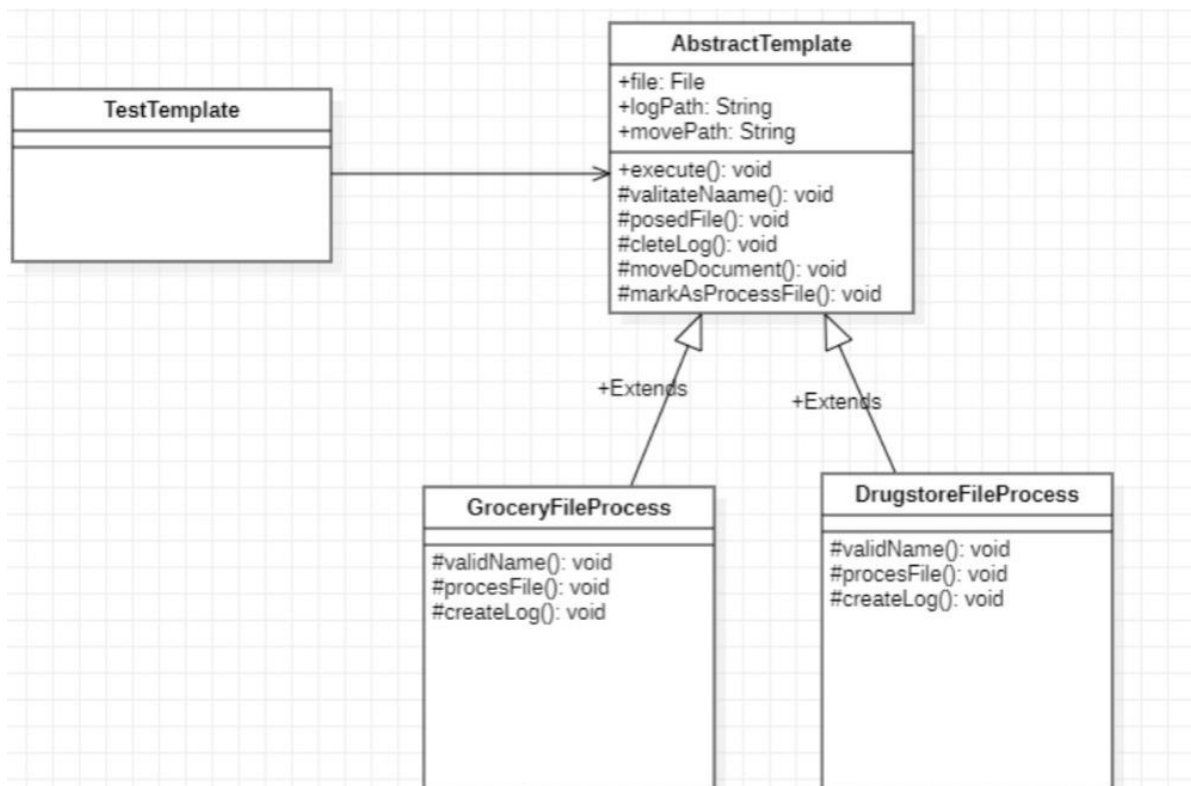 TestTemplate
AbstractTemplate
+file: File
+logPath: String
+movePath: String
+execute(): void
#valitateNaame(): void
#posedFile(): void
#cleteLog(): void
#moveDocument(): void
#markAsProcessFile(): void
+Extends
+Extends
GroceryFileProcess
#validName(): void
#procesFile(): void
#createLog(): void
DrugstoreFileProcess
#validName(): void
#procesFile(): void
#createLog(): void